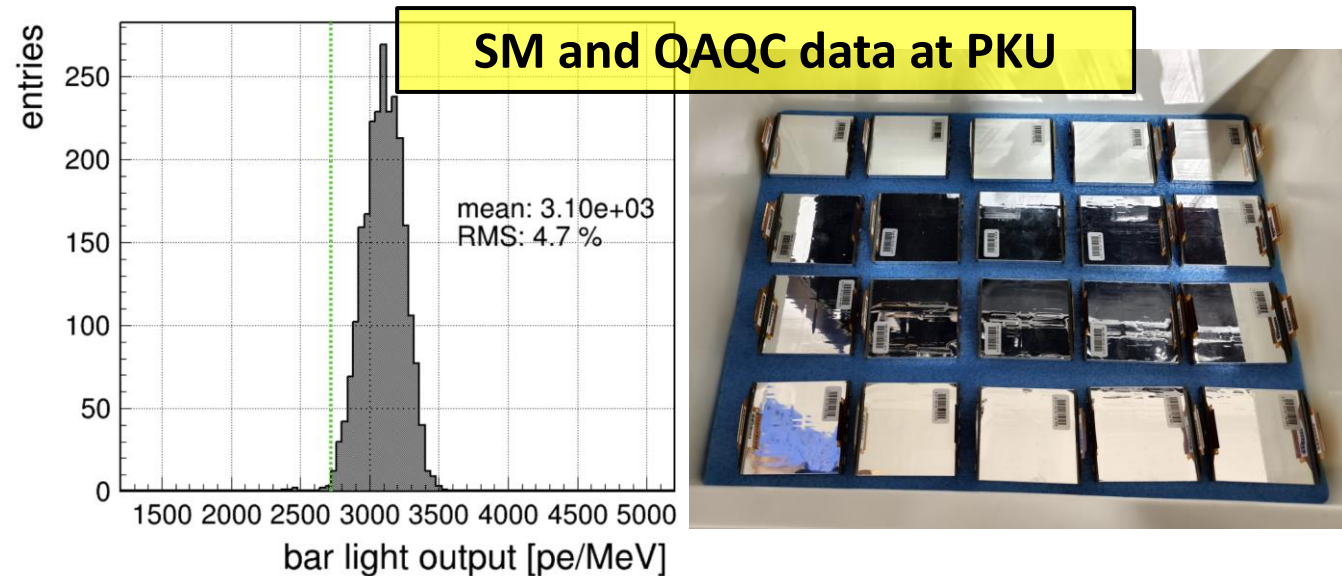 SM and QAQC data at PKU
entries
250
200
150
100
50
0
mean: 3.10e+03
RMS: 4.7 %
1500 2000 2500 3000 3500 4000 4500 5000
bar light output [pe/MeV]